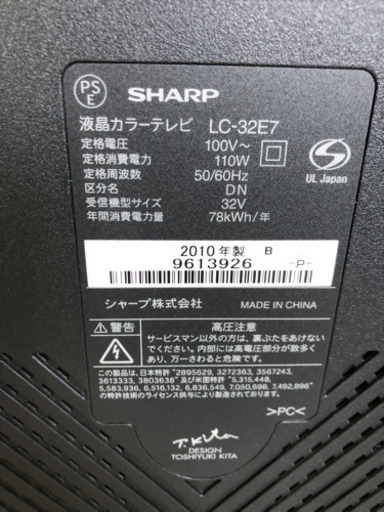 PS
E
SHARP
液晶カラーテレビ LC-32E7
定格電圧 100V～
定格消費電力 110W
定格周波数 50/60Hz
区分名 DN
受信機型サイズ 32V
年間消費電力量 78kWh/年
UL Japan
2010年製 B
9613926 -P-
シャープ株式会社 MADE IN CHINA
警告 高圧注意
サービスマン以外の方は、裏ぶたをあけないでください。内部には高電圧部分が数多くあり、万一さわると危険です。
この製品は、日本特許"2895629, 3272363, 3567243,
3613333, 3803638" 及び米国特許 "5,315,448,
5,583,936, 6,516,132, 6,836,549, 7,050,698, 7,492,896"
の特許技術のライセンス供与により製造されています。
>PC<
T. Kita
DESIGN
TOSHIYUKI KITA